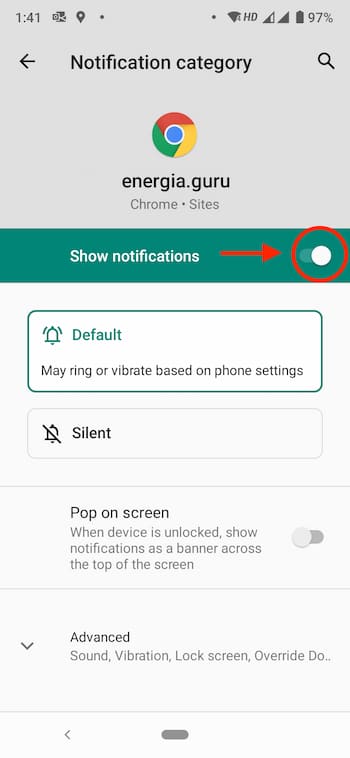 1:41 HD 97%
Notification category
energia.guru
Chrome • Sites
Show notifications
Default
May ring or vibrate based on phone settings
Silent
Pop on screen
When device is unlocked, show
notifications as a banner across
the top of the screen
Advanced
Sound, Vibration, Lock screen, Override Do..